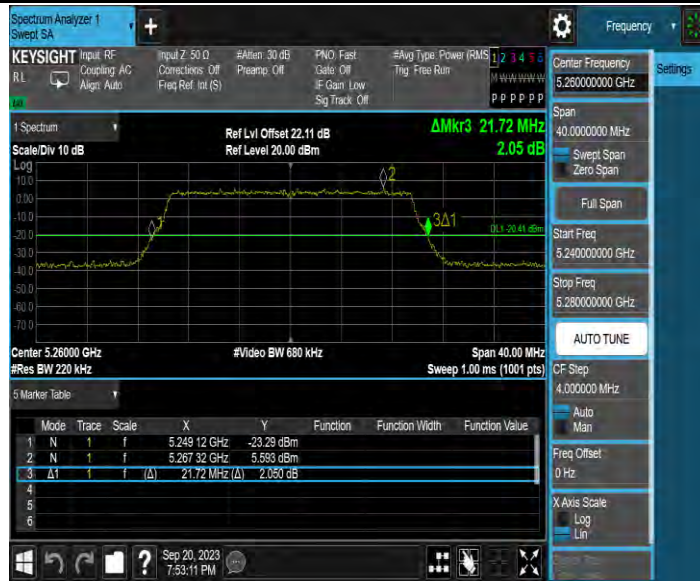 Spectrum Analyzer 1
Swept SA
+
Frequency
KEYSIGHT
RL
Input: RF
Coupling: AC
Align: Auto
Input Z: 50 Ω
Corrections: Off
Freq Ref: Int (S)
#Atten: 30 dB
Preamp: Off
PNO: Fast
Gate: Off
IF Gain: Low
Sig Track: Off
#Avg Type: Power (RMS)
Trig: Free Run
1 2 3 4 5 6
M W W W W W
P P P P P P
1 Spectrum
Scale/Div 10 dB
Ref Lvl Offset 22.11 dB
Ref Level 20.00 dBm
ΔMkr3 21.72 MHz
2.05 dB
Log
10.0
0.00
-10.0
-20.0
-30.0
-40.0
-50.0
-60.0
-70.0
2
3Δ1
DL1 -20.41 dBm
Center 5.26000 GHz
#Res BW 220 kHz
#Video BW 680 kHz
Span 40.00 MHz
Sweep 1.00 ms (1001 pts)
5 Marker Table
Mode Trace Scale X Y Function Function Width Function Value
1 N 1 f 5.249 12 GHz -23.29 dBm
2 N 1 f 5.267 32 GHz 5.593 dBm
3 Δ1 1 f (Δ) 21.72 MHz (Δ) 2.050 dB
4
5
6
Sep 20, 2023
7:53:11 PM
Center Frequency
5.260000000 GHz
Settings
Span
40.0000000 MHz
Swept Span
Zero Span
Full Span
Start Freq
5.240000000 GHz
Stop Freq
5.280000000 GHz
AUTO TUNE
CF Step
4.000000 MHz
Auto
Man
Freq Offset
0 Hz
X Axis Scale
Log
Lin